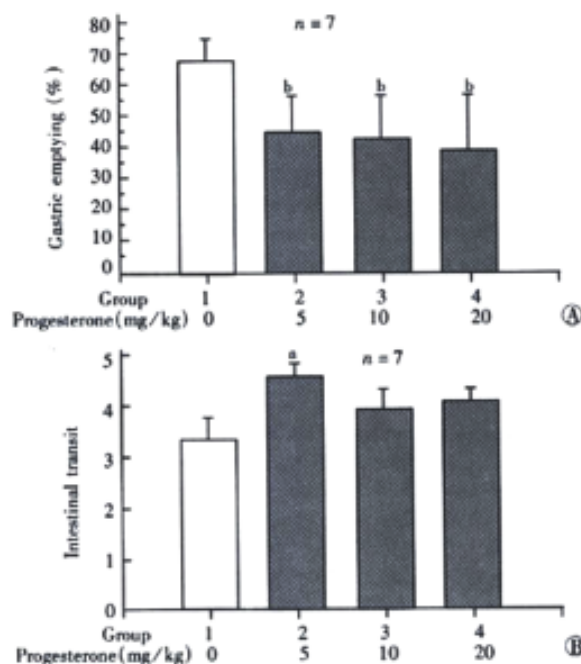 80
n = 7
70
60
50
40
30
20
10
0
Gastric emptying (%)
b b b
Group 1 2 3 4
Progesterone(mg/kg) 0 5 10 20 Ⓐ
5
a
n = 7
4
3
2
1
0
Intestinal transit
Group 1 2 3 4
Progesterone(mg/kg) 0 5 10 20 Ⓑ